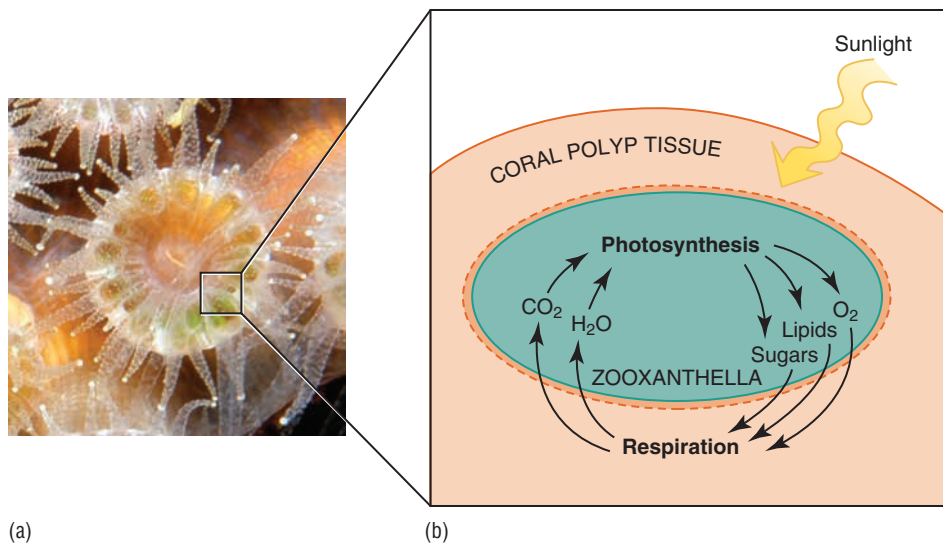 Sunlight
CORAL POLYP TISSUE
Photosynthesis
CO₂
H₂O
O₂
Lipids
Sugars
ZOOXANTHELLA
Respiration
(a)
(b)